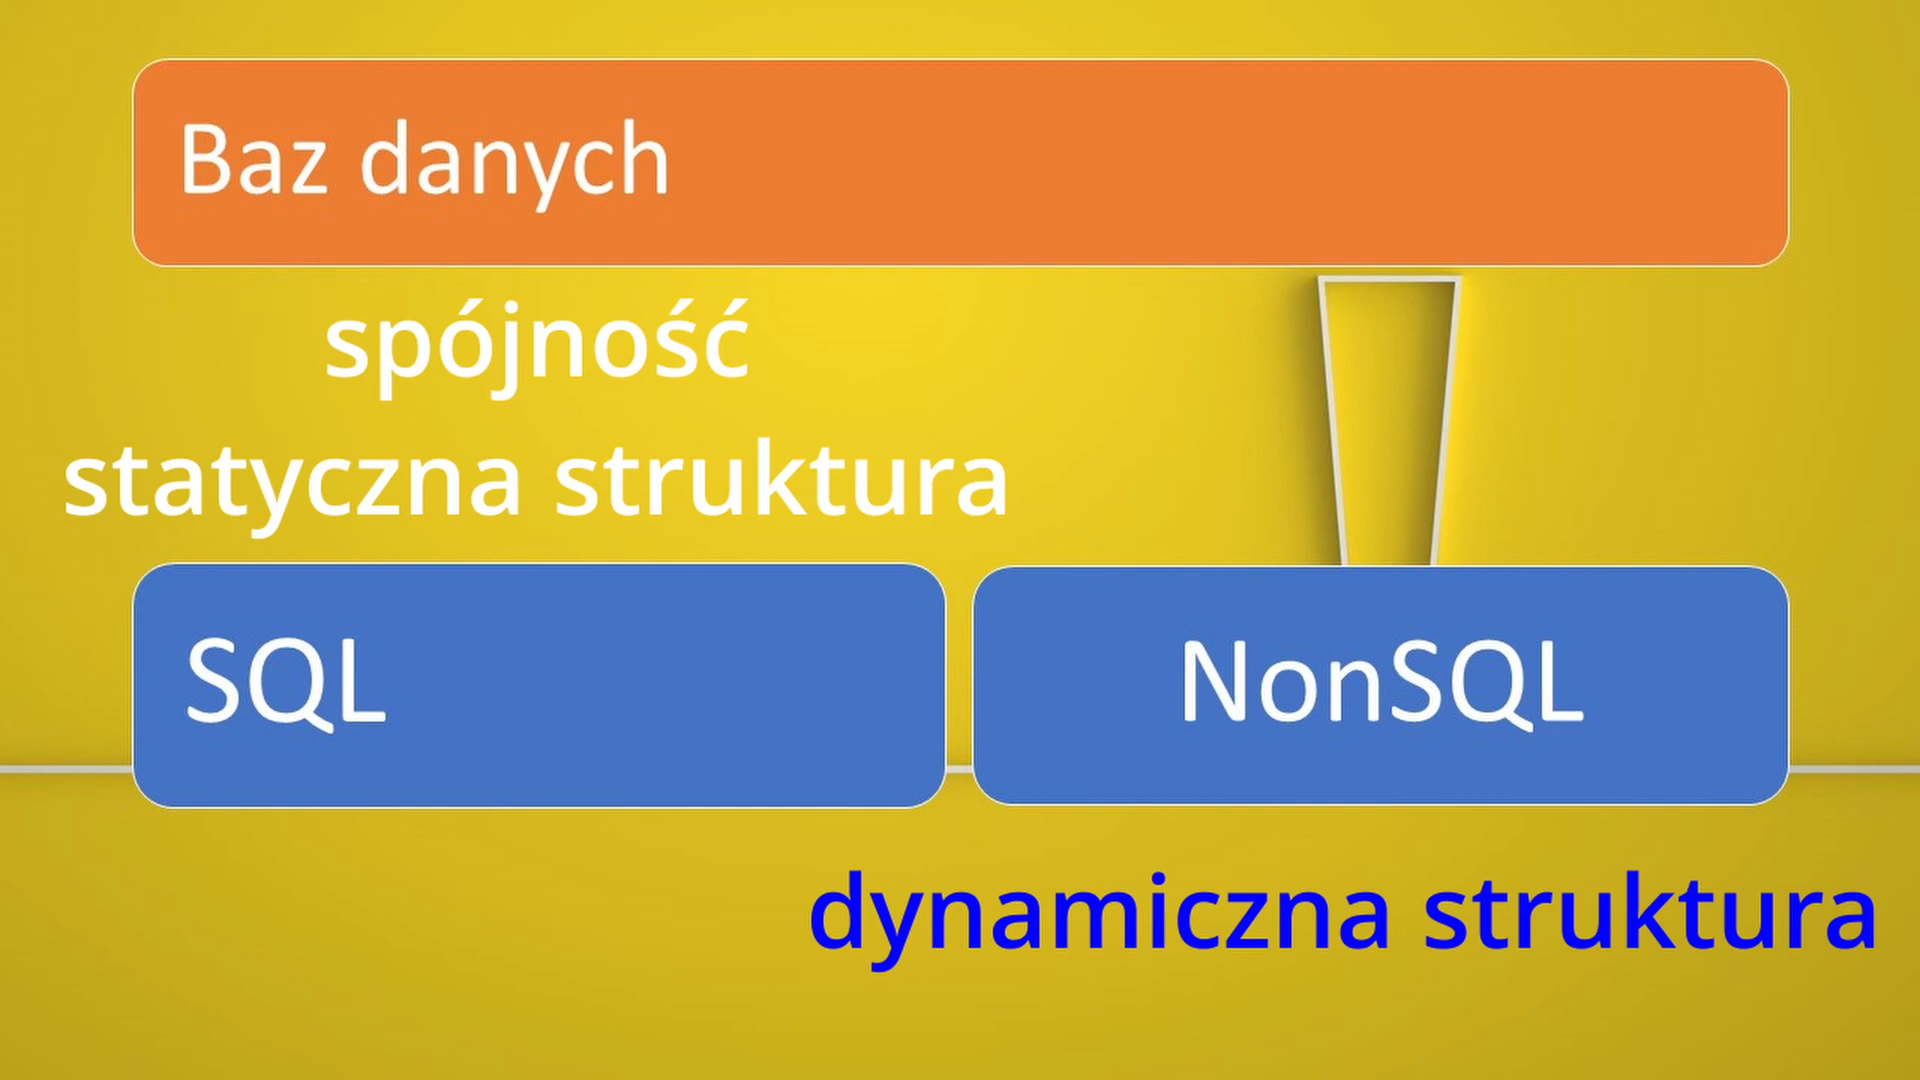 Baz danych
spójność
statyczna struktura
SQL
NonSQL
dynamiczna struktura